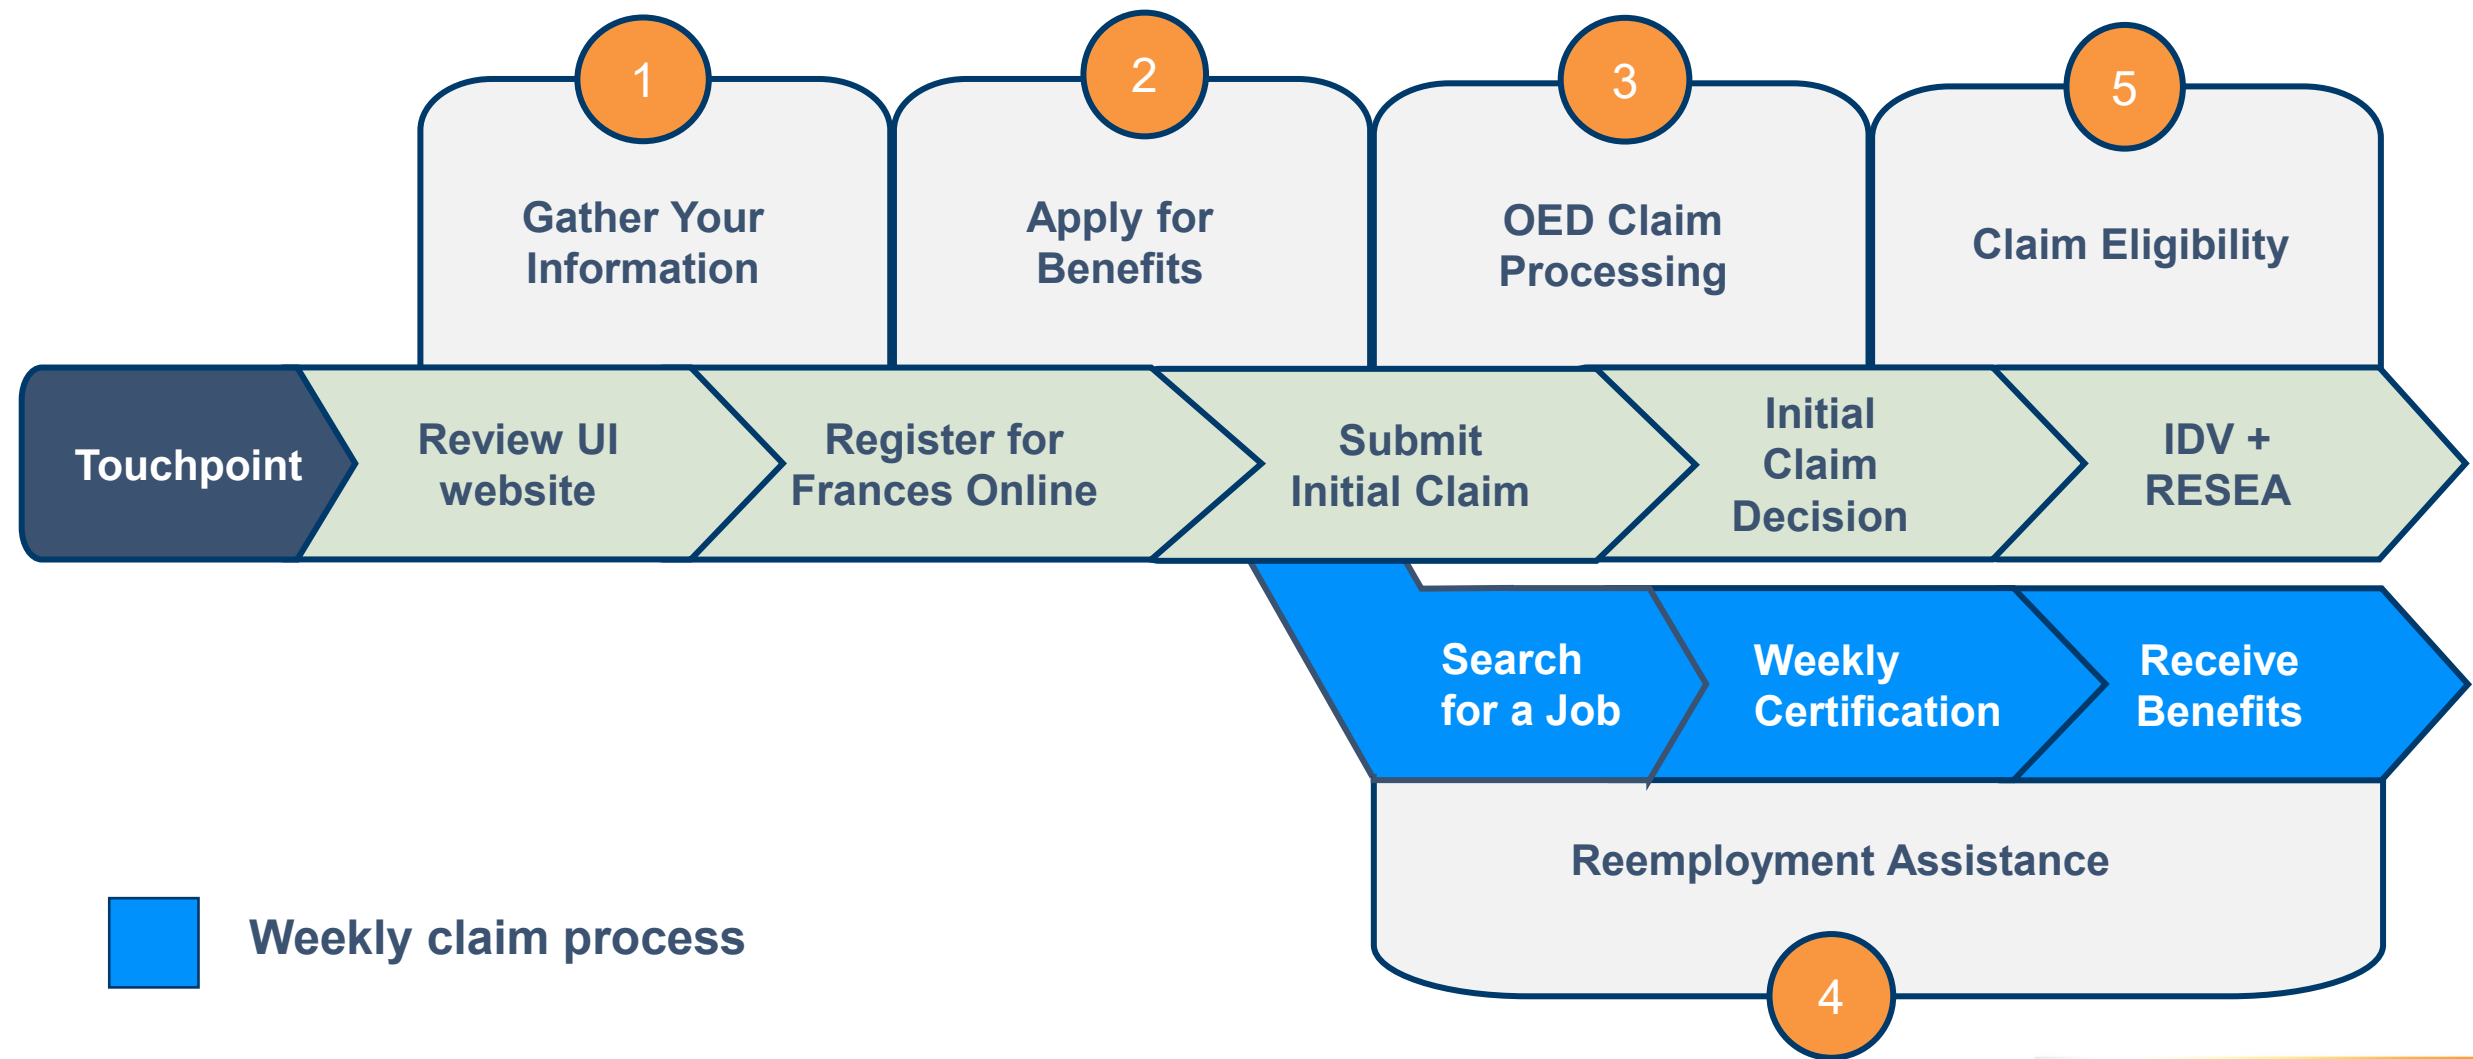 1
2
3
5
Gather Your
Information
Apply for
Benefits
OED Claim
Processing
Claim Eligibility
Touchpoint
Review UI
website
Register for
Frances Online
Submit
Initial Claim
Initial
Claim
Decision
IDV +
RESEA
Search
for a Job
Weekly
Certification
Receive
Benefits
Reemployment Assistance
4
Weekly claim process